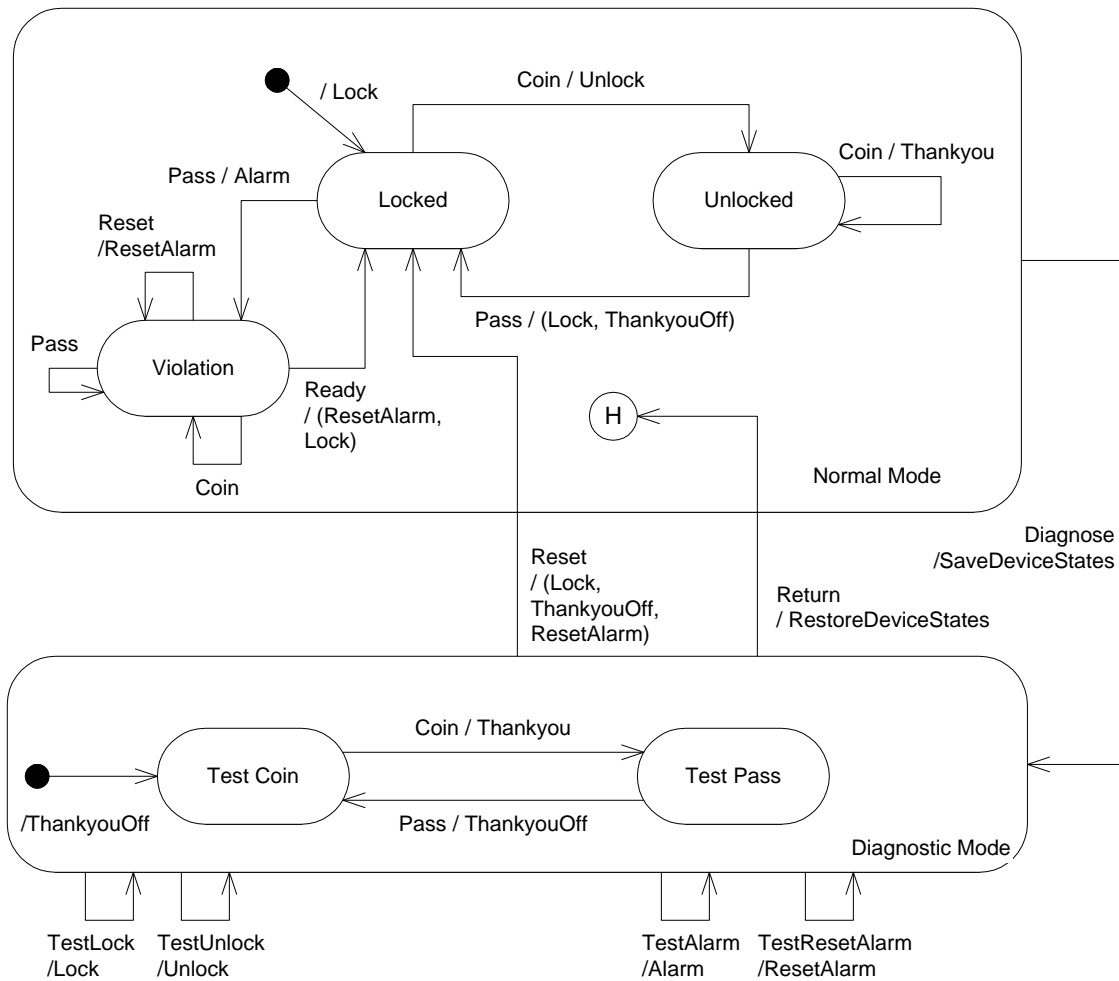 / Lock
Coin / Unlock
Coin / Thankyou
Pass / Alarm
Locked
Unlocked
Reset
/ResetAlarm
Pass / (Lock, ThankyouOff)
Pass
Violation
Ready
/ (ResetAlarm,
Lock)
H
Coin
Normal Mode
Diagnose
/SaveDeviceStates
Reset
/ (Lock,
ThankyouOff,
ResetAlarm)
Return
/ RestoreDeviceStates
Coin / Thankyou
Test Coin
Test Pass
/ThankyouOff
Pass / ThankyouOff
Diagnostic Mode
TestLock
/Lock
TestUnlock
/Unlock
TestAlarm
/Alarm
TestResetAlarm
/ResetAlarm